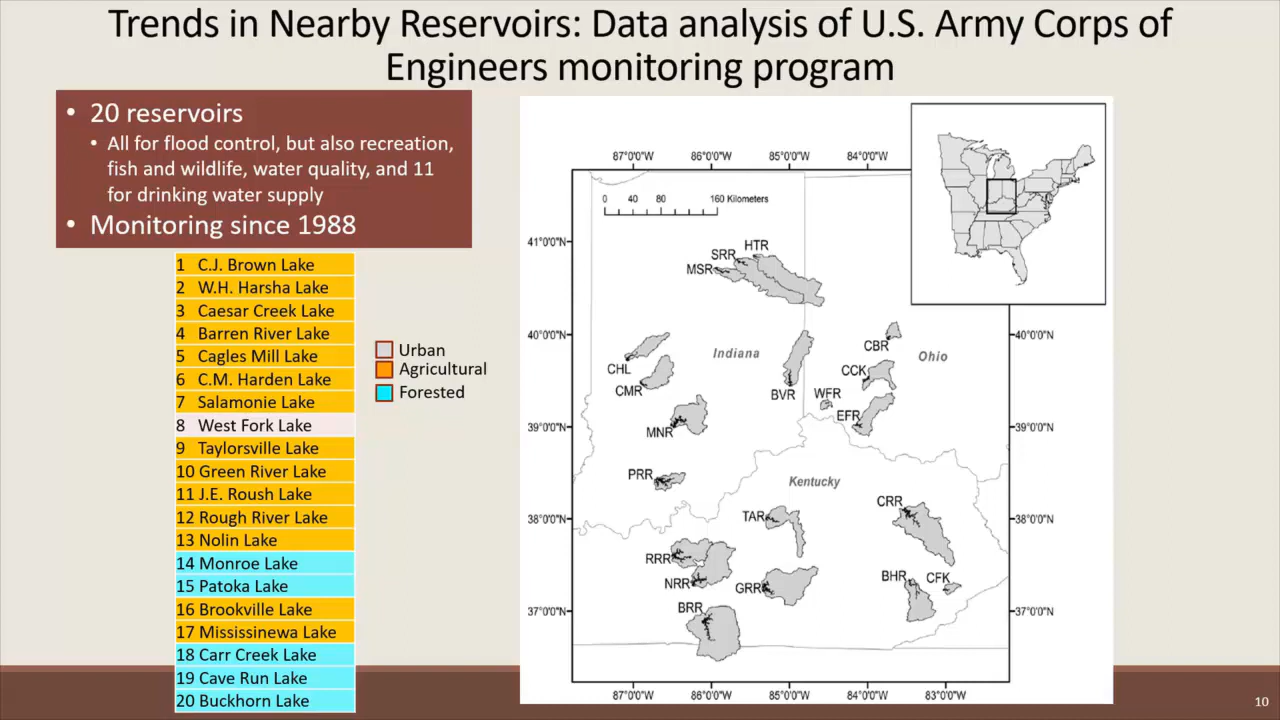 Trends in Nearby Reservoirs: Data analysis of U.S. Army Corps of
Engineers monitoring program
• 20 reservoirs
• All for flood control, but also recreation,
fish and wildlife, water quality, and 11
for drinking water supply
• Monitoring since 1988
1 C.J. Brown Lake
2 W.H. Harsha Lake
3 Caesar Creek Lake
4 Barren River Lake
5 Cagles Mill Lake
6 C.M. Harden Lake
7 Salamonie Lake
8 West Fork Lake
9 Taylorsville Lake
10 Green River Lake
11 J.E. Roush Lake
12 Rough River Lake
13 Nolin Lake
14 Monroe Lake
15 Patoka Lake
16 Brookville Lake
17 Mississinewa Lake
18 Carr Creek Lake
19 Cave Run Lake
20 Buckhorn Lake
Urban
Agricultural
Forested
87°0'0"W 86°0'0"W 85°0'0"W 84°0'0"W
0 40 80 160 Kilometers
41°0'0"N
HTR
SRR
MSR
40°0'0"N 40°0'0"N
CBR
Indiana
Ohio
CHL
CCK
CMR
BVR
WFR
EFR
39°0'0"N 39°0'0"N
MNR
PRR
Kentucky
CRR
38°0'0"N 38°0'0"N
TAR
RRR
NRR
GRR
BHR
CFK
BRR
37°0'0"N 37°0'0"N
87°0'0"W 86°0'0"W 85°0'0"W 84°0'0"W 83°0'0"W
10